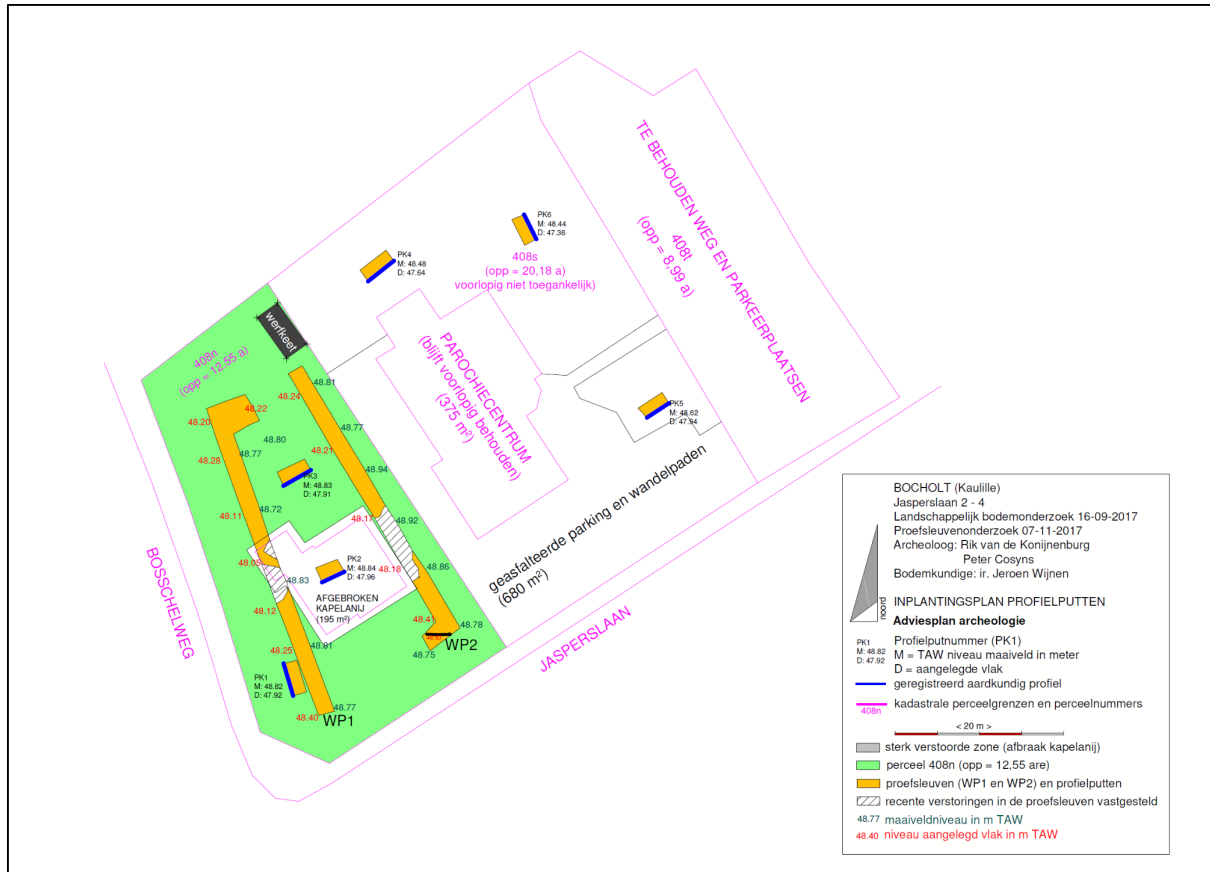 TE BEHOUDEN WEG EN PARKEERPLAATSEN
408t
(opp = 8,99 a)
PK6
M: 48.44
D: 47.36
408s
(opp = 20,18 a)
voorlopig niet toegankelijk)
PK4
M: 48.48
D: 47.64
werfkeet
408n
(opp = 12,55 a)
PAROCHIECENTRUM
(blijft voorlopig behouden)
(375 m²)
PK5
M: 48.62
D: 47.94
48.81
48.24
48.22
48.20
48.80
48.77
48.77
48.28
48.21
48.94
PK3
M: 48.83
D: 47.91
48.72
48.11
48.17
48.92
geasfalteerde parking en wandelpaden
(680 m²)
48.05
48.83
PK2
M: 48.84
D: 47.96
48.18
48.86
AFGEBROKEN
KAPELANIJ
(195 m²)
48.12
48.41
48.78
48.75
WP2
48.81
48.25
PK1
M: 48.82
D: 47.92
48.77
48.40
WP1
BOSSCHELWEG
JASPERSLAAN
BOCHOLT (Kaulille)
Jasperslaan 2 - 4
Landschappelijk bodemonderzoek 16-09-2017
Proefsleuvenonderzoek 07-11-2017
Archeoloog: Rik van de Konijnenburg
Peter Cosyns
Bodemkundige: ir. Jeroen Wijnen
noord
INPLANTINGSPLAN PROFIELPUTTEN
Adviesplan archeologie
PK1
M: 48.82
D: 47.92
Profielputnummer (PK1)
M = TAW niveau maaiveld in meter
D = aangelegde vlak
geregistreerd aardkundig profiel
408n
kadastrale perceelgrenzen en perceelnummers
< 20 m >
sterk verstoorde zone (afbraak kapelanij)
perceel 408n (opp = 12,55 are)
proefsleuven (WP1 en WP2) en profielputten
recente verstoringen in de proefsleuven vastgesteld
48.77 maaiveldniveau in m TAW
48.40 niveau aangelegd vlak in m TAW